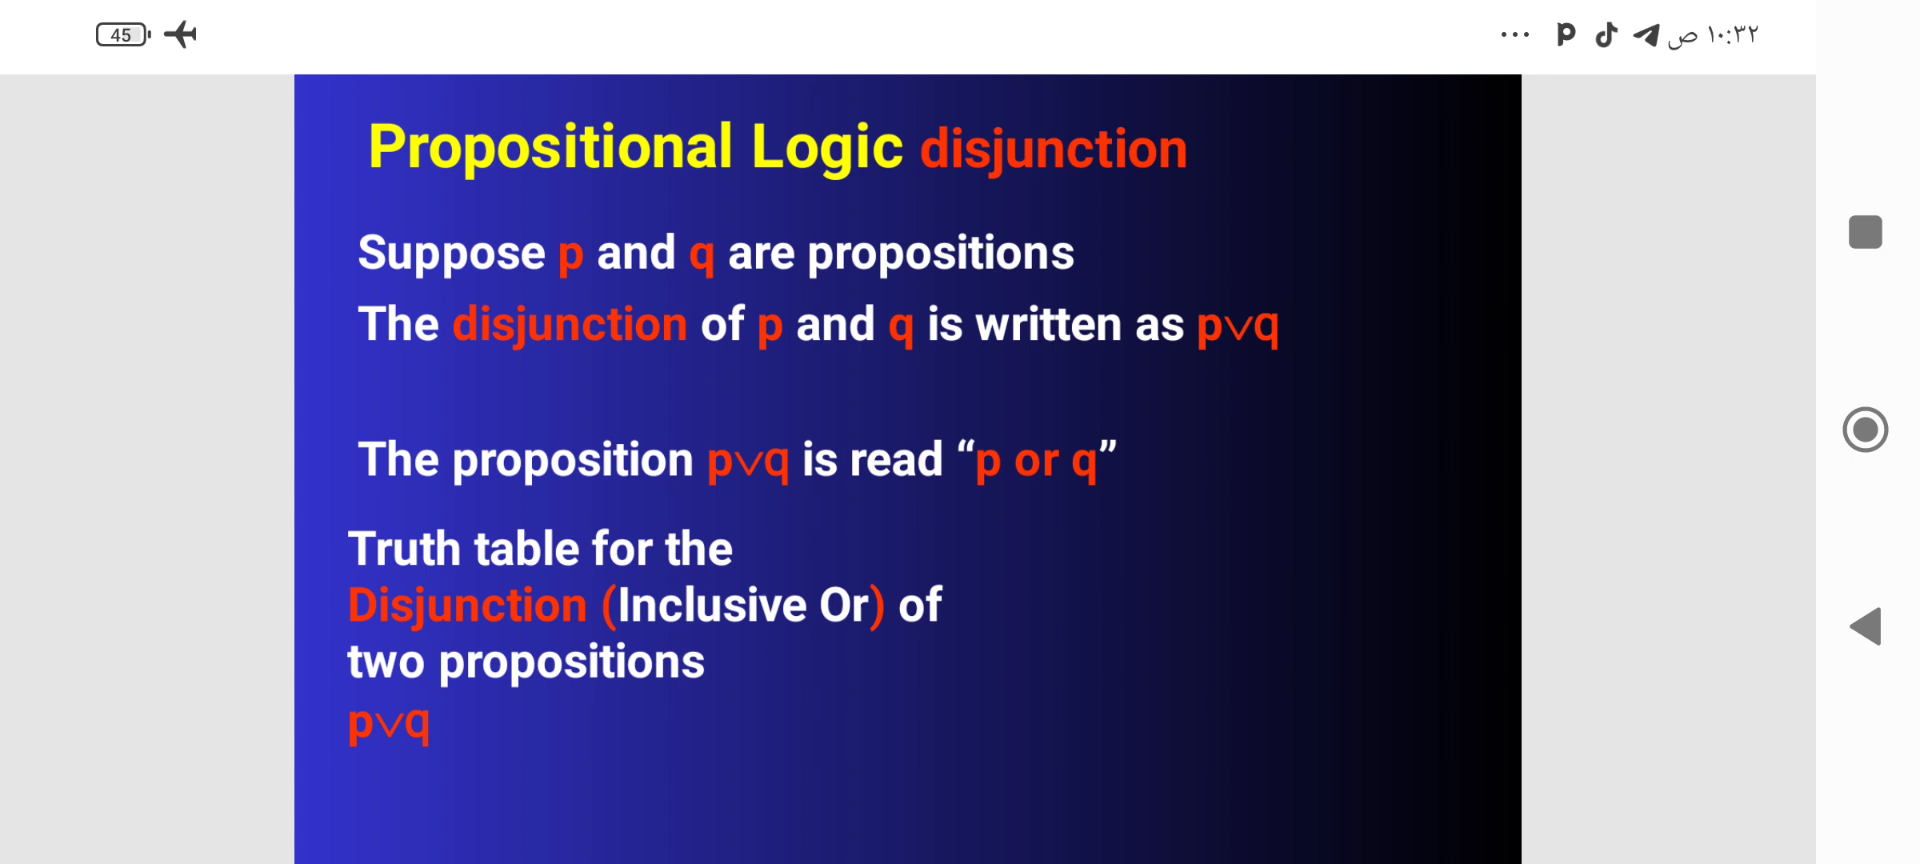 45
١٠:٣٢ ص
Propositional Logic disjunction
Suppose p and q are propositions
The disjunction of p and q is written as p∨q
The proposition p∨q is read “p or q”
Truth table for the
Disjunction (Inclusive Or) of
two propositions
p∨q